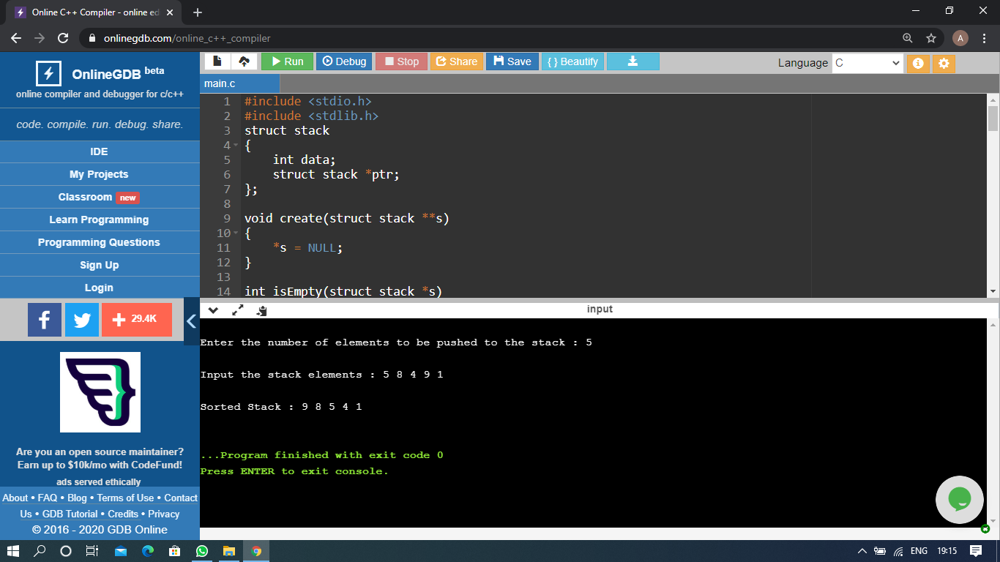 Online C++ Compiler - online ed
onlinegdb.com/online_c++_compiler
A
OnlineGDB beta
online compiler and debugger for c/c++
code. compile. run. debug. share.
IDE
My Projects
Classroom new
Learn Programming
Programming Questions
Sign Up
Login
f
29.4K
Are you an open source maintainer?
Earn up to $10k/mo with CodeFund!
ads served ethically
About • FAQ • Blog • Terms of Use • Contact
Us • GDB Tutorial • Credits • Privacy
© 2016 - 2020 GDB Online
Run Debug Stop Share Save { } Beautify
Language C
main.c
1 #include <stdio.h>
2 #include <stdlib.h>
3 struct stack
4 {
5 int data;
6 struct stack *ptr;
7 };
8
9 void create(struct stack **s)
10 {
11 *s = NULL;
12 }
13
14 int isEmpty(struct stack *s)
input
Enter the number of elements to be pushed to the stack : 5
Input the stack elements : 5 8 4 9 1
Sorted Stack : 9 8 5 4 1
...Program finished with exit code 0
Press ENTER to exit console.
ENG 19:15